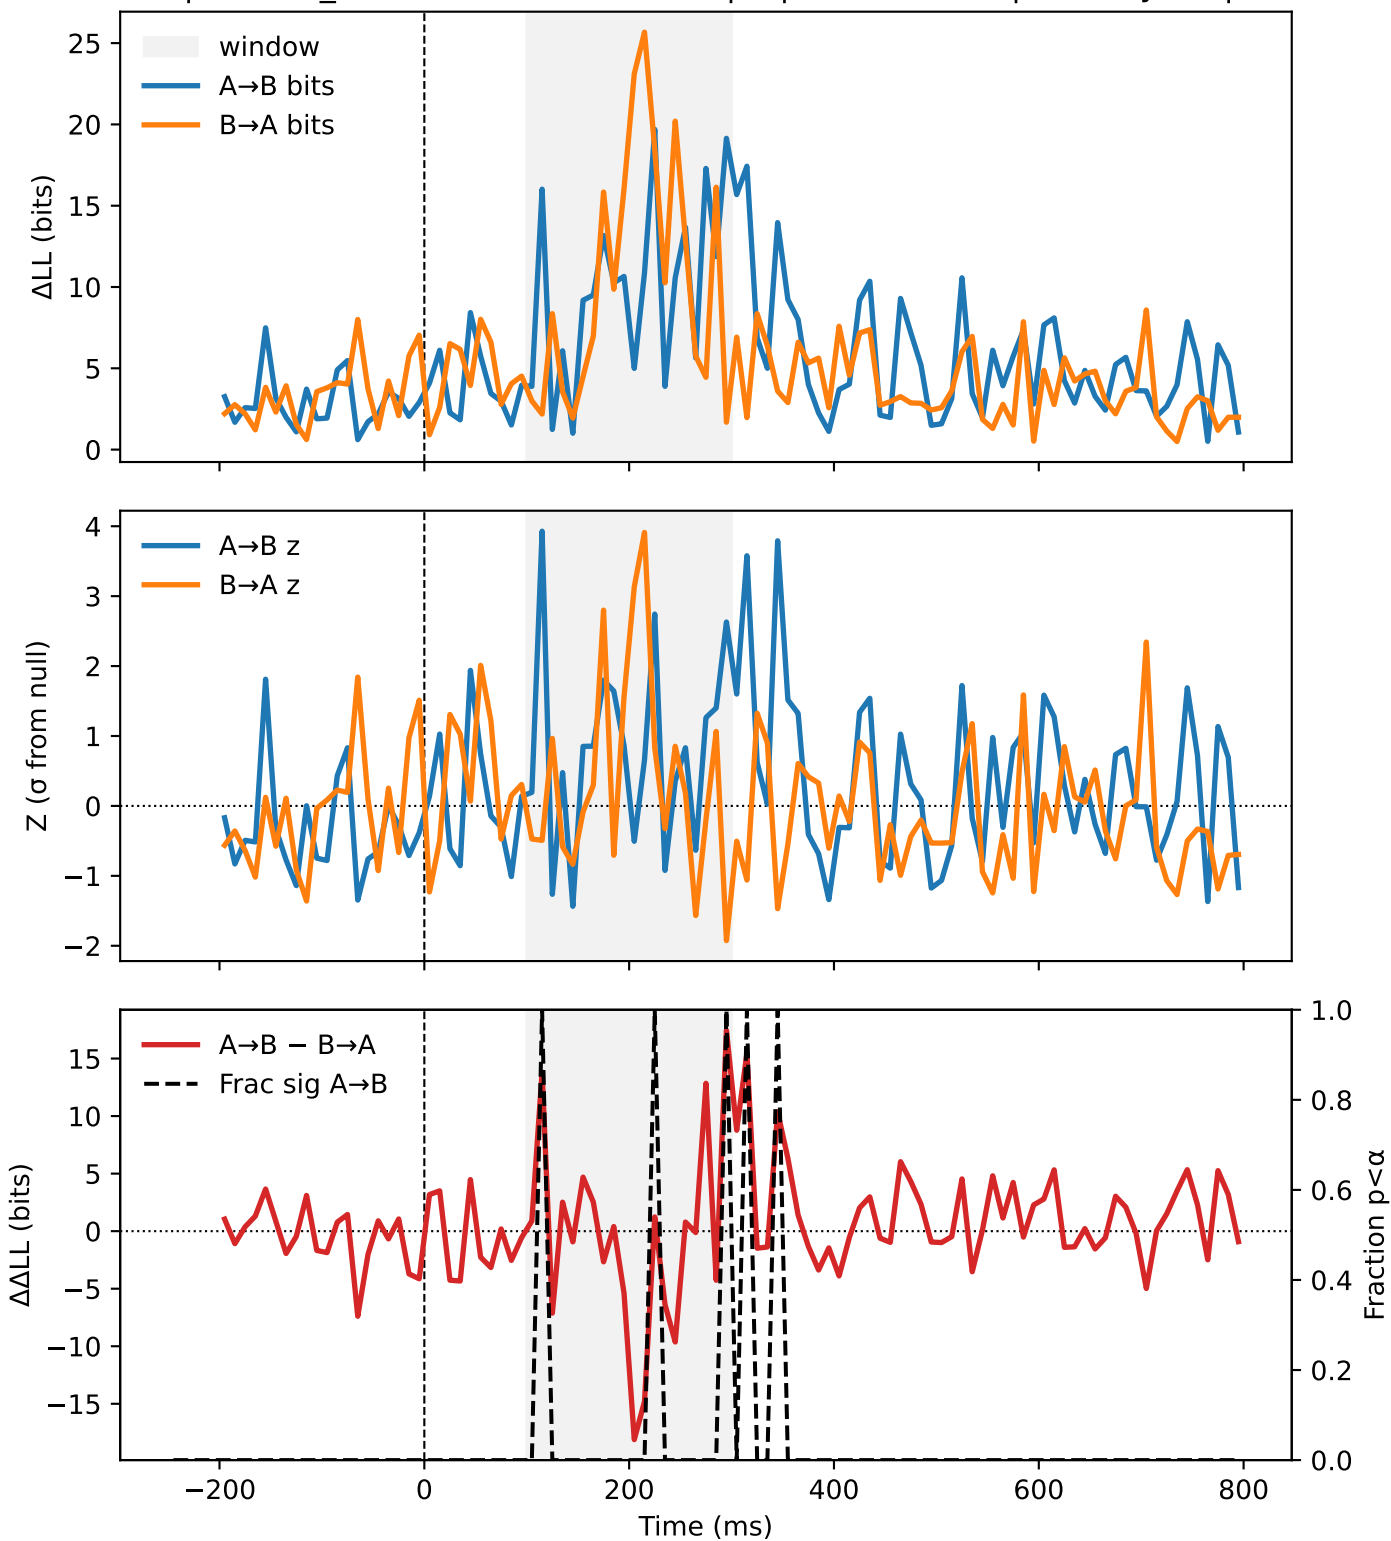 25
20
15
10
5
0
ΔLL (bits)
window
A→B bits
B→A bits
4
3
2
1
0
−1
−2
Z (σ from null)
A→B z
B→A z
15
10
5
0
−5
−10
−15
ΔΔLL (bits)
A→B − B→A
Frac sig A→B
1.0
0.8
0.6
0.4
0.2
0.0
Fraction p<α
−200
0
200
400
600
800
Time (ms)